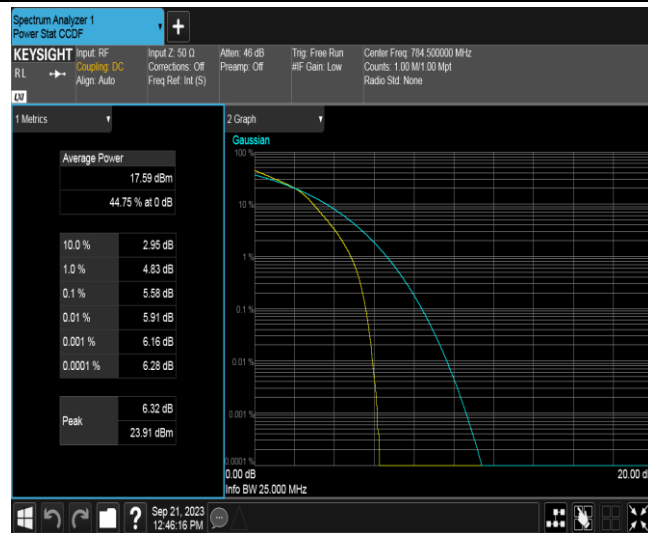 Spectrum Analyzer 1
Power Stat CCDF
+
KEYSIGHT
RL
LXI
Input: RF
Coupling: DC
Align: Auto
Input Z: 50 Ω
Corrections: Off
Freq Ref: Int (S)
Atten: 46 dB
Preamp: Off
Trig: Free Run
#IF Gain: Low
Center Freq: 784.500000 MHz
Counts: 1.00 M/1.00 Mpt
Radio Std: None
1 Metrics
Average Power
17.59 dBm
44.75 % at 0 dB
10.0 % 2.95 dB
1.0 % 4.83 dB
0.1 % 5.58 dB
0.01 % 5.91 dB
0.001 % 6.16 dB
0.0001 % 6.28 dB
Peak
6.32 dB
23.91 dBm
2 Graph
Gaussian
100 %
10 %
1 %
0.1 %
0.01 %
0.001 %
0.0001 %
0.00 dB
20.00 d
Info BW 25.000 MHz
?
Sep 21, 2023
12:46:16 PM